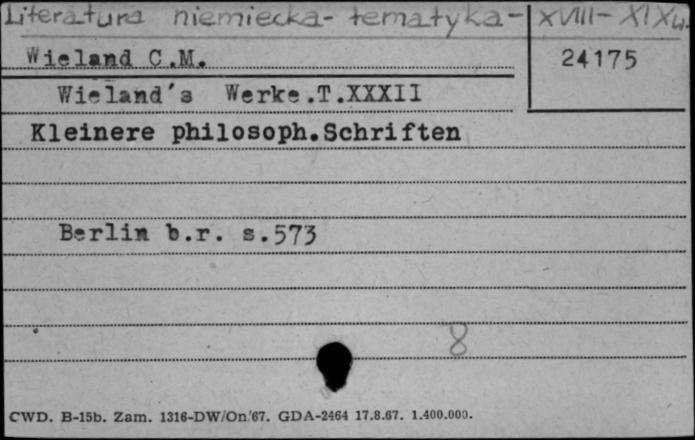 Literatura niemiecka - tematyka - XVIII - XIXw.
Wieland C.M.
24175
Wieland's Werke.T.XXXII
Kleinere philosoph.Schriften
Berlin b.r. s.573
8
CWD. B-15b. Zam. 1316-DW/On/67. GDA-2464 17.8.67. 1.400.000.